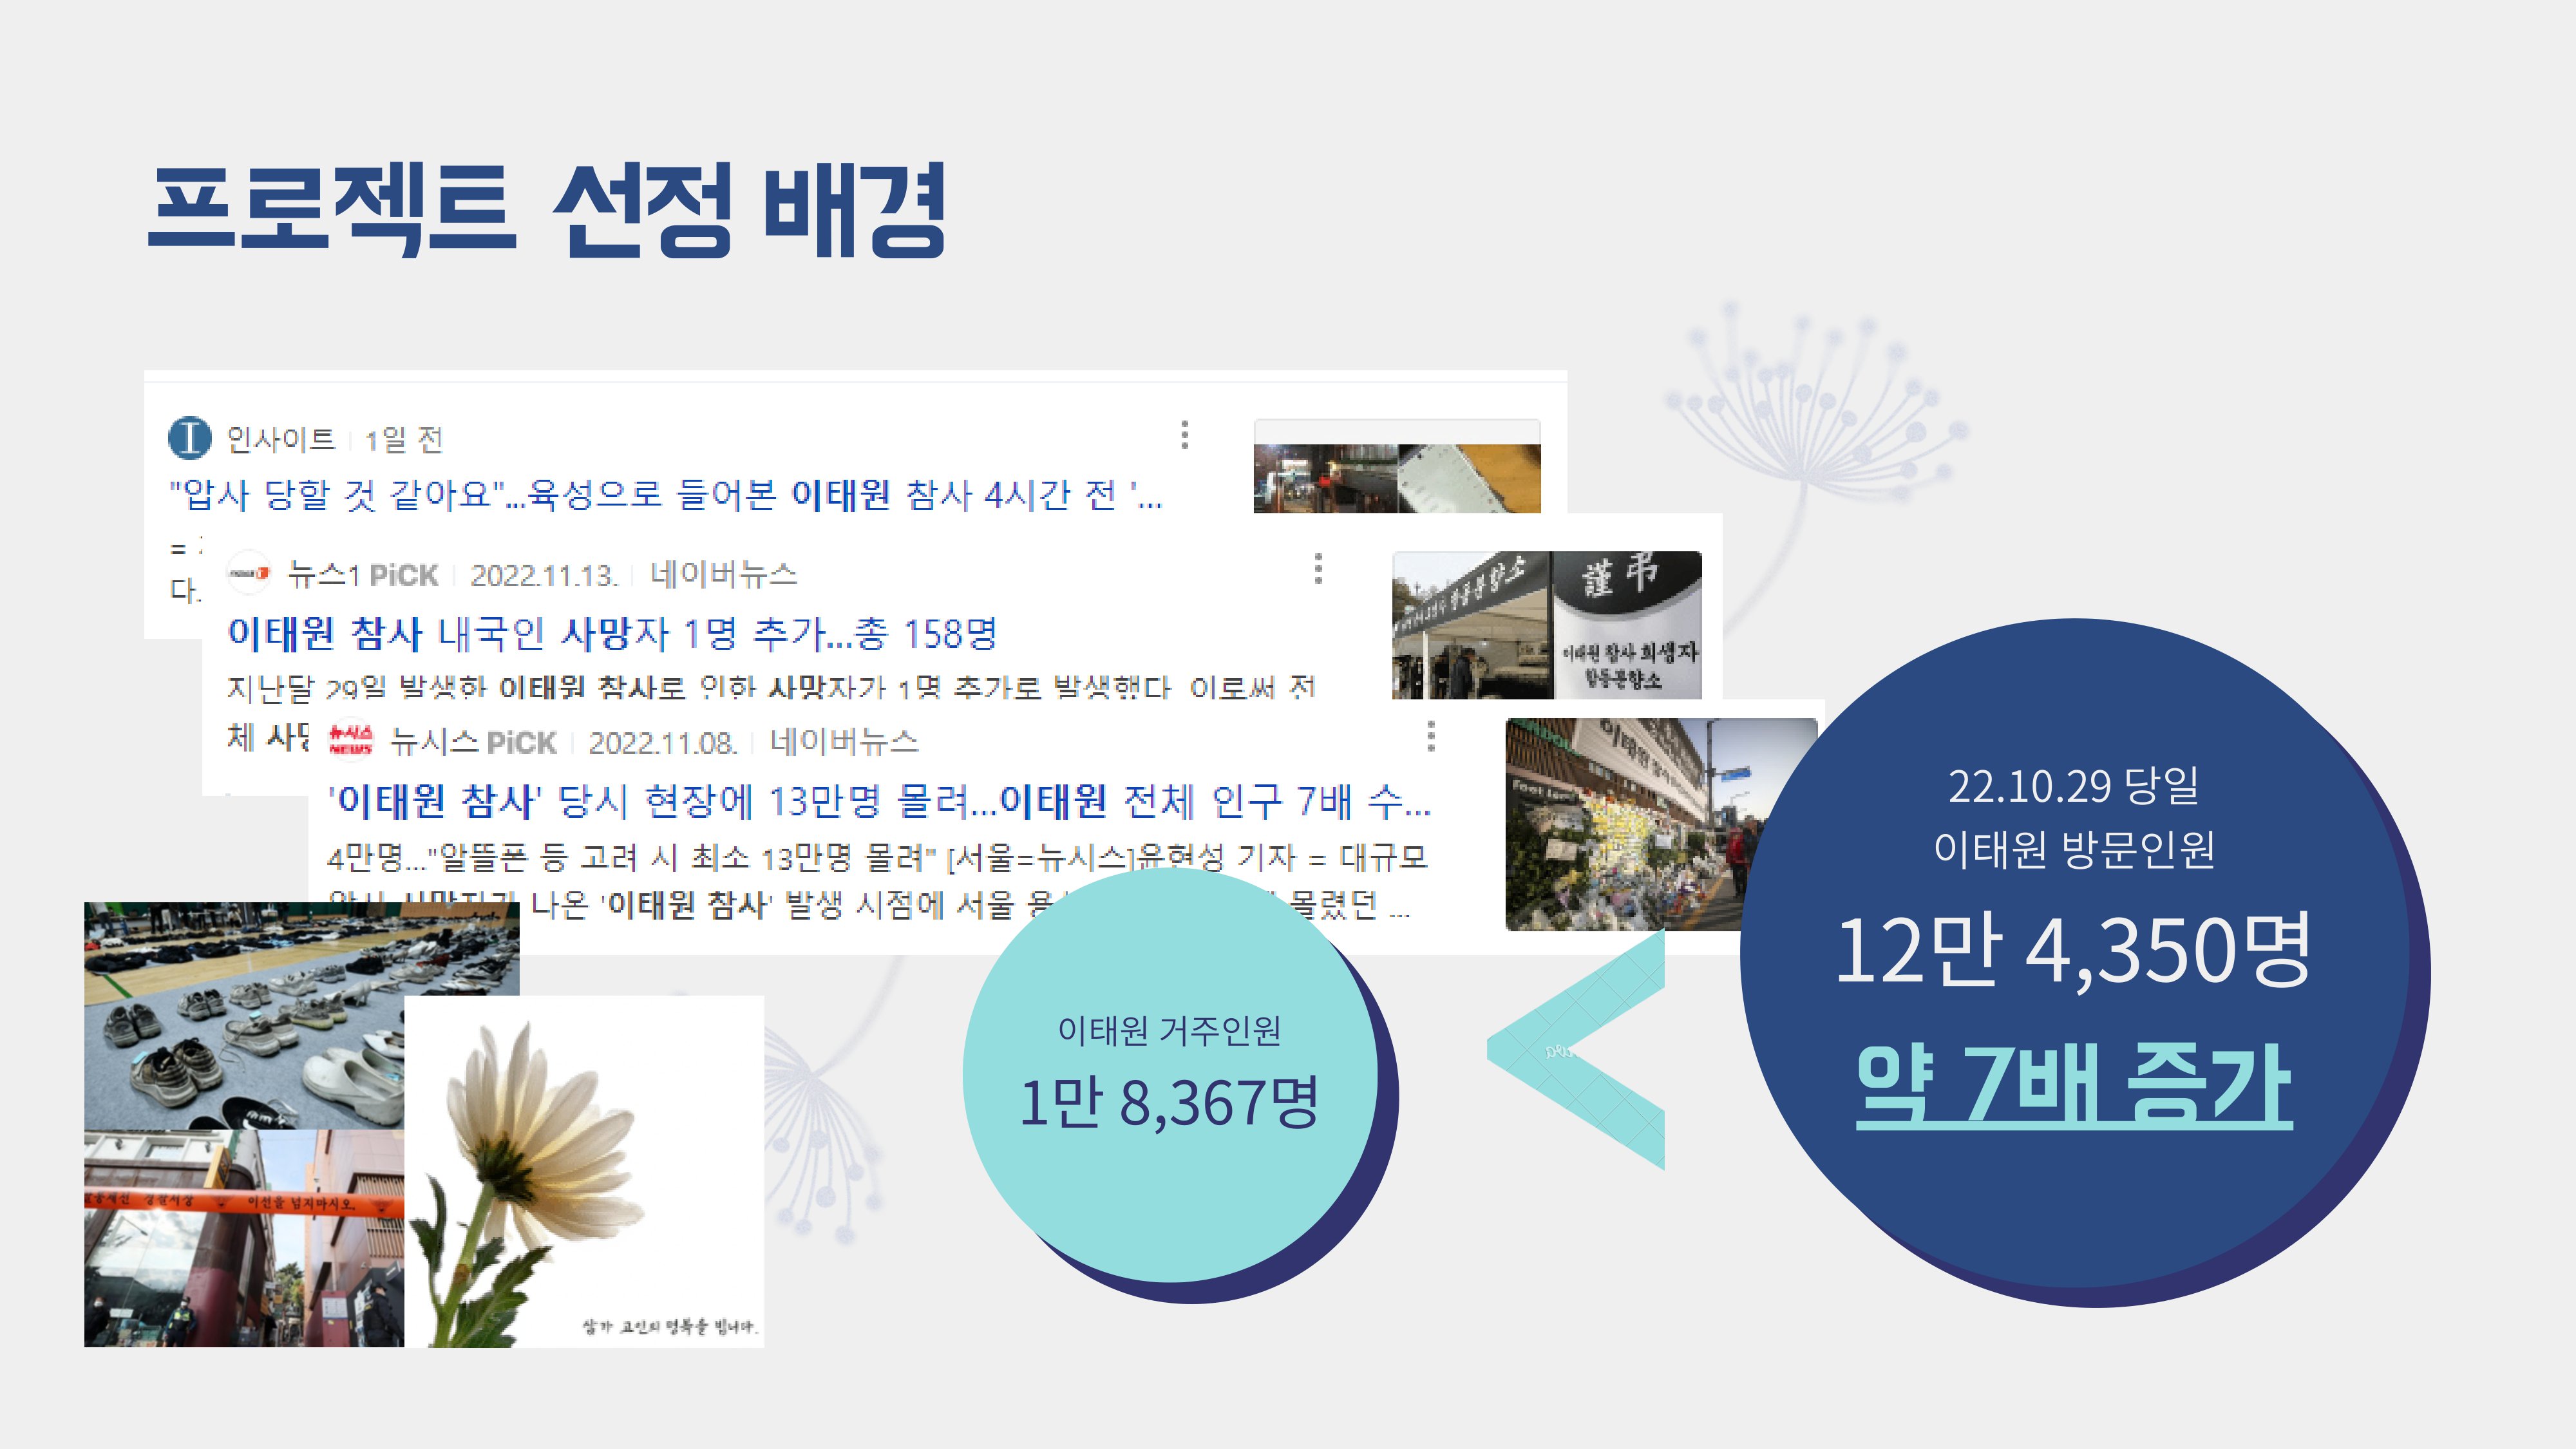 프로젝트 선정 배경
인사이트 1일 전
"압사 당할 것 같아요"...육성으로 들어본 이태원 참사 4시간 전 '...
=
다.
뉴스1 PiCK 2022.11.13. 네이버뉴스
이태원 참사 내국인 사망자 1명 추가...총 158명
지난달 29일 발생한 이태원 참사로 인한 사망자가 1명 추가로 발생했다 이로써 전
체
謹弔
이태원 참사 희생자
합동분향소
뉴시스 NEWS
뉴시스 PiCK 2022.11.08. 네이버뉴스
'이태원 참사' 당시 현장에 13만명 몰려...이태원 전체 인구 7배 수...
4만명..."알뜰폰 등 고려 시 최소 13만명 몰려" [서울=뉴시스]윤현성 기자 = 대규모
압사 사망자가 나온 '이태원 참사' 발생 시점에 서울 몰렸던 ...
이태원 거주인원
1만 8,367명
<
22.10.29 당일
이태원 방문인원
12만 4,350명
약 7배 증가
이선을 넘지마시오.
삼가 고인의 명복을 빕니다.